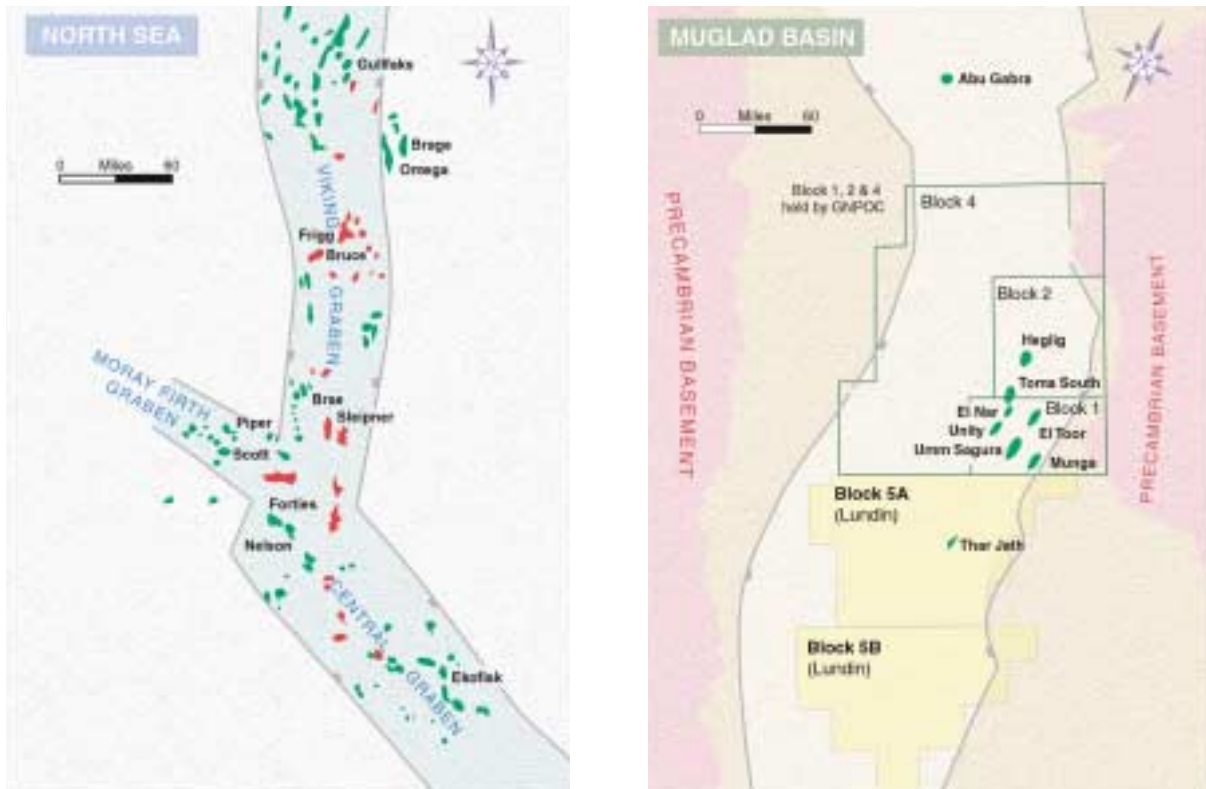 NORTH SEA
Gullfaks
Brage
Omega
0 Miles 60
VIKING
Frigg
Bruce
GRABEN
MORAY FIRTH
GRABEN
Brae
Sleipner
Piper
Scott
Forties
Nelson
CENTRAL
GRABEN
Ekofisk
MUGLAD BASIN
Abu Gabra
0 Miles 60
Block 1, 2 & 4
held by GNPOC
Block 4
PRECAMBRIAN BASEMENT
PRECAMBRIAN BASEMENT
Block 2
Heglig
Toma South
El Nar
Block 1
Unity
El Toor
Umm Sagura
Munga
Block 5A
(Lundin)
Thar Jath
Block 5B
(Lundin)